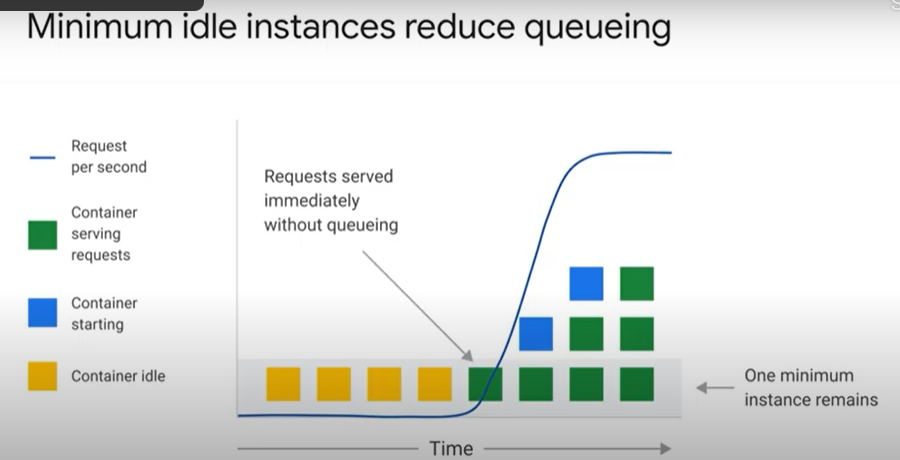 Minimum idle instances reduce queueing
Request
per second
Container
serving
requests
Container
starting
Container idle
Requests served
immediately
without queueing
One minimum
instance remains
Time